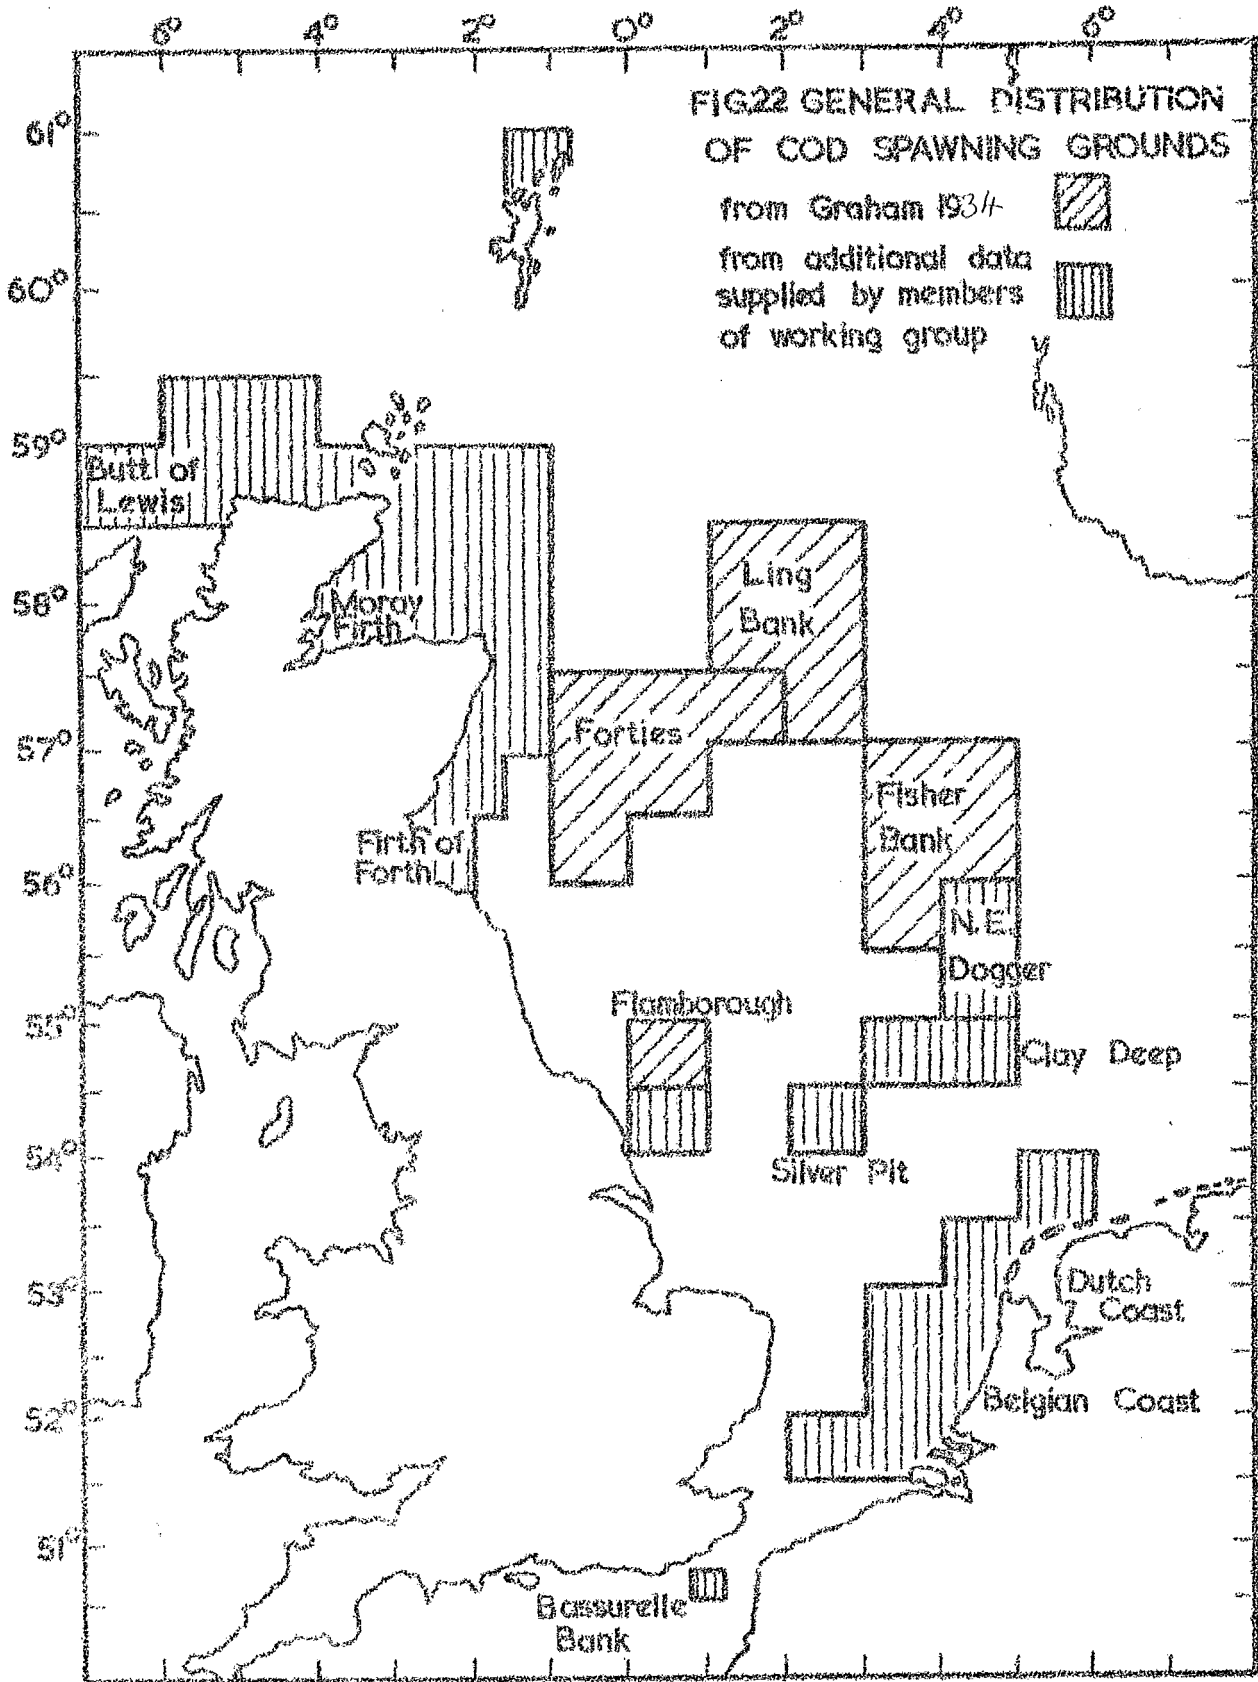 6° 4° 2° 0° 2° 4° 6°
FIG.22 GENERAL DISTRIBUTION
OF COD SPAWNING GROUNDS
from Graham 1934
from additional data
supplied by members
of working group
61°
60°
59°
58°
57°
56°
55°
54°
53°
52°
51°
Butt of
Lewis
Moray
Firth
Ling
Bank
Forties
Fisher
Bank
Firth of
Forth
N.E.
Dogger
Flamborough
Clay Deep
Silver Pit
Dutch
Coast
Belgian Coast
Bassurelle
Bank